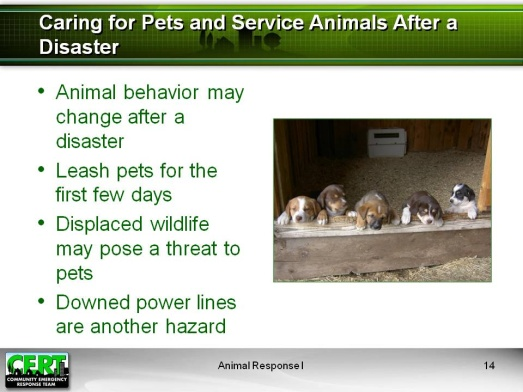 Caring for Pets and Service Animals After a
Disaster
• Animal behavior may
change after a
disaster
• Leash pets for the
first few days
• Displaced wildlife
may pose a threat to
pets
• Downed power lines
are another hazard
CERT
COMMUNITY EMERGENCY
RESPONSE TEAM
Animal Response I
14